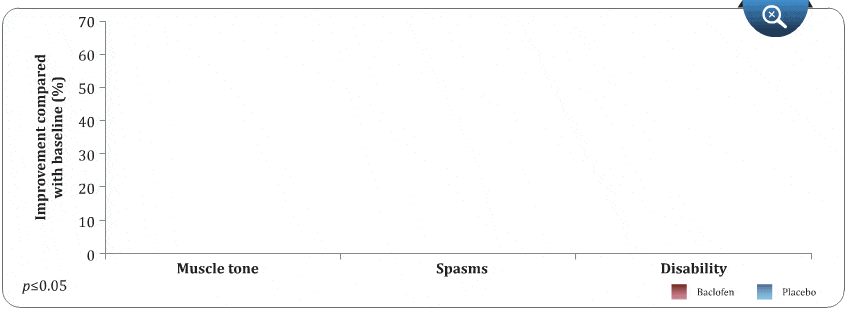 70
60
50
40
30
20
10
0
Improvement compared
with baseline (%)
Muscle tone Spasms Disability
p≤0.05
Baclofen Placebo